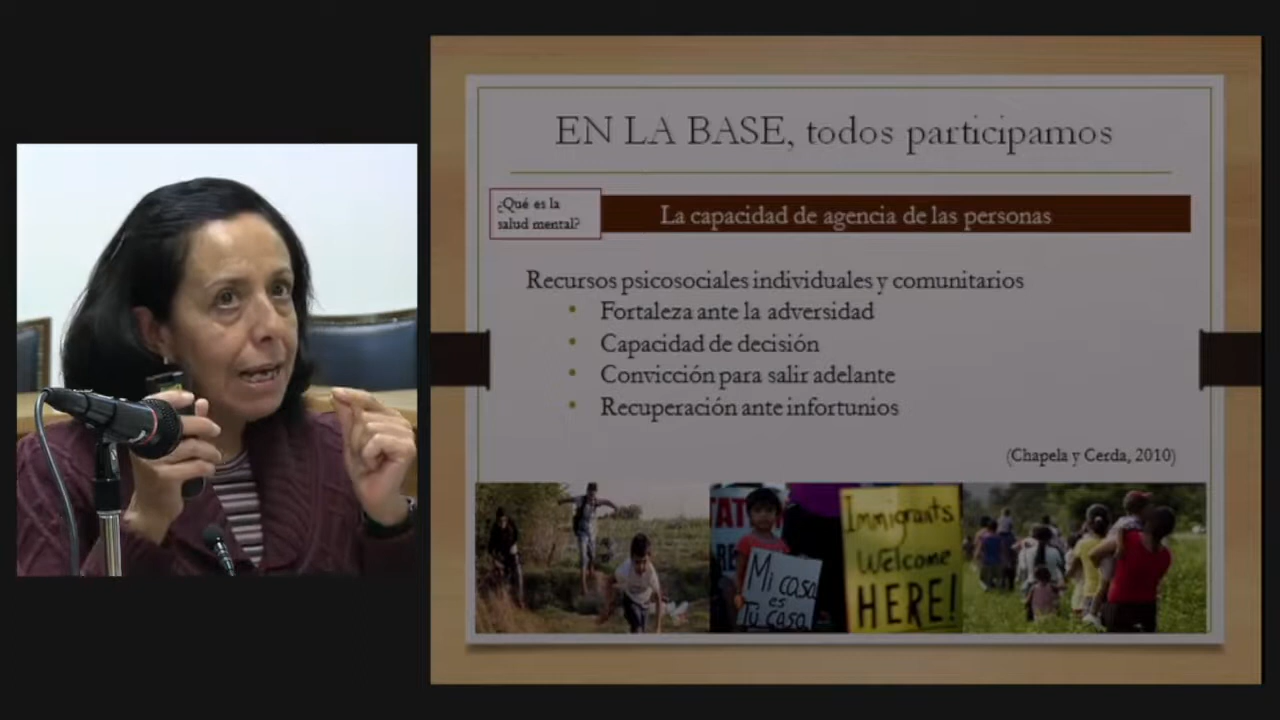 EN LA BASE, todos participamos
¿Qué es la
salud mental?
La capacidad de agencia de las personas
Recursos psicosociales individuales y comunitarios
• Fortaleza ante la adversidad
• Capacidad de decisión
• Convicción para salir adelante
• Recuperación ante infortunios
(Chapela y Cerda, 2010)
Mi casa
es
Tú casa
Immigrants
Welcome
HERE!